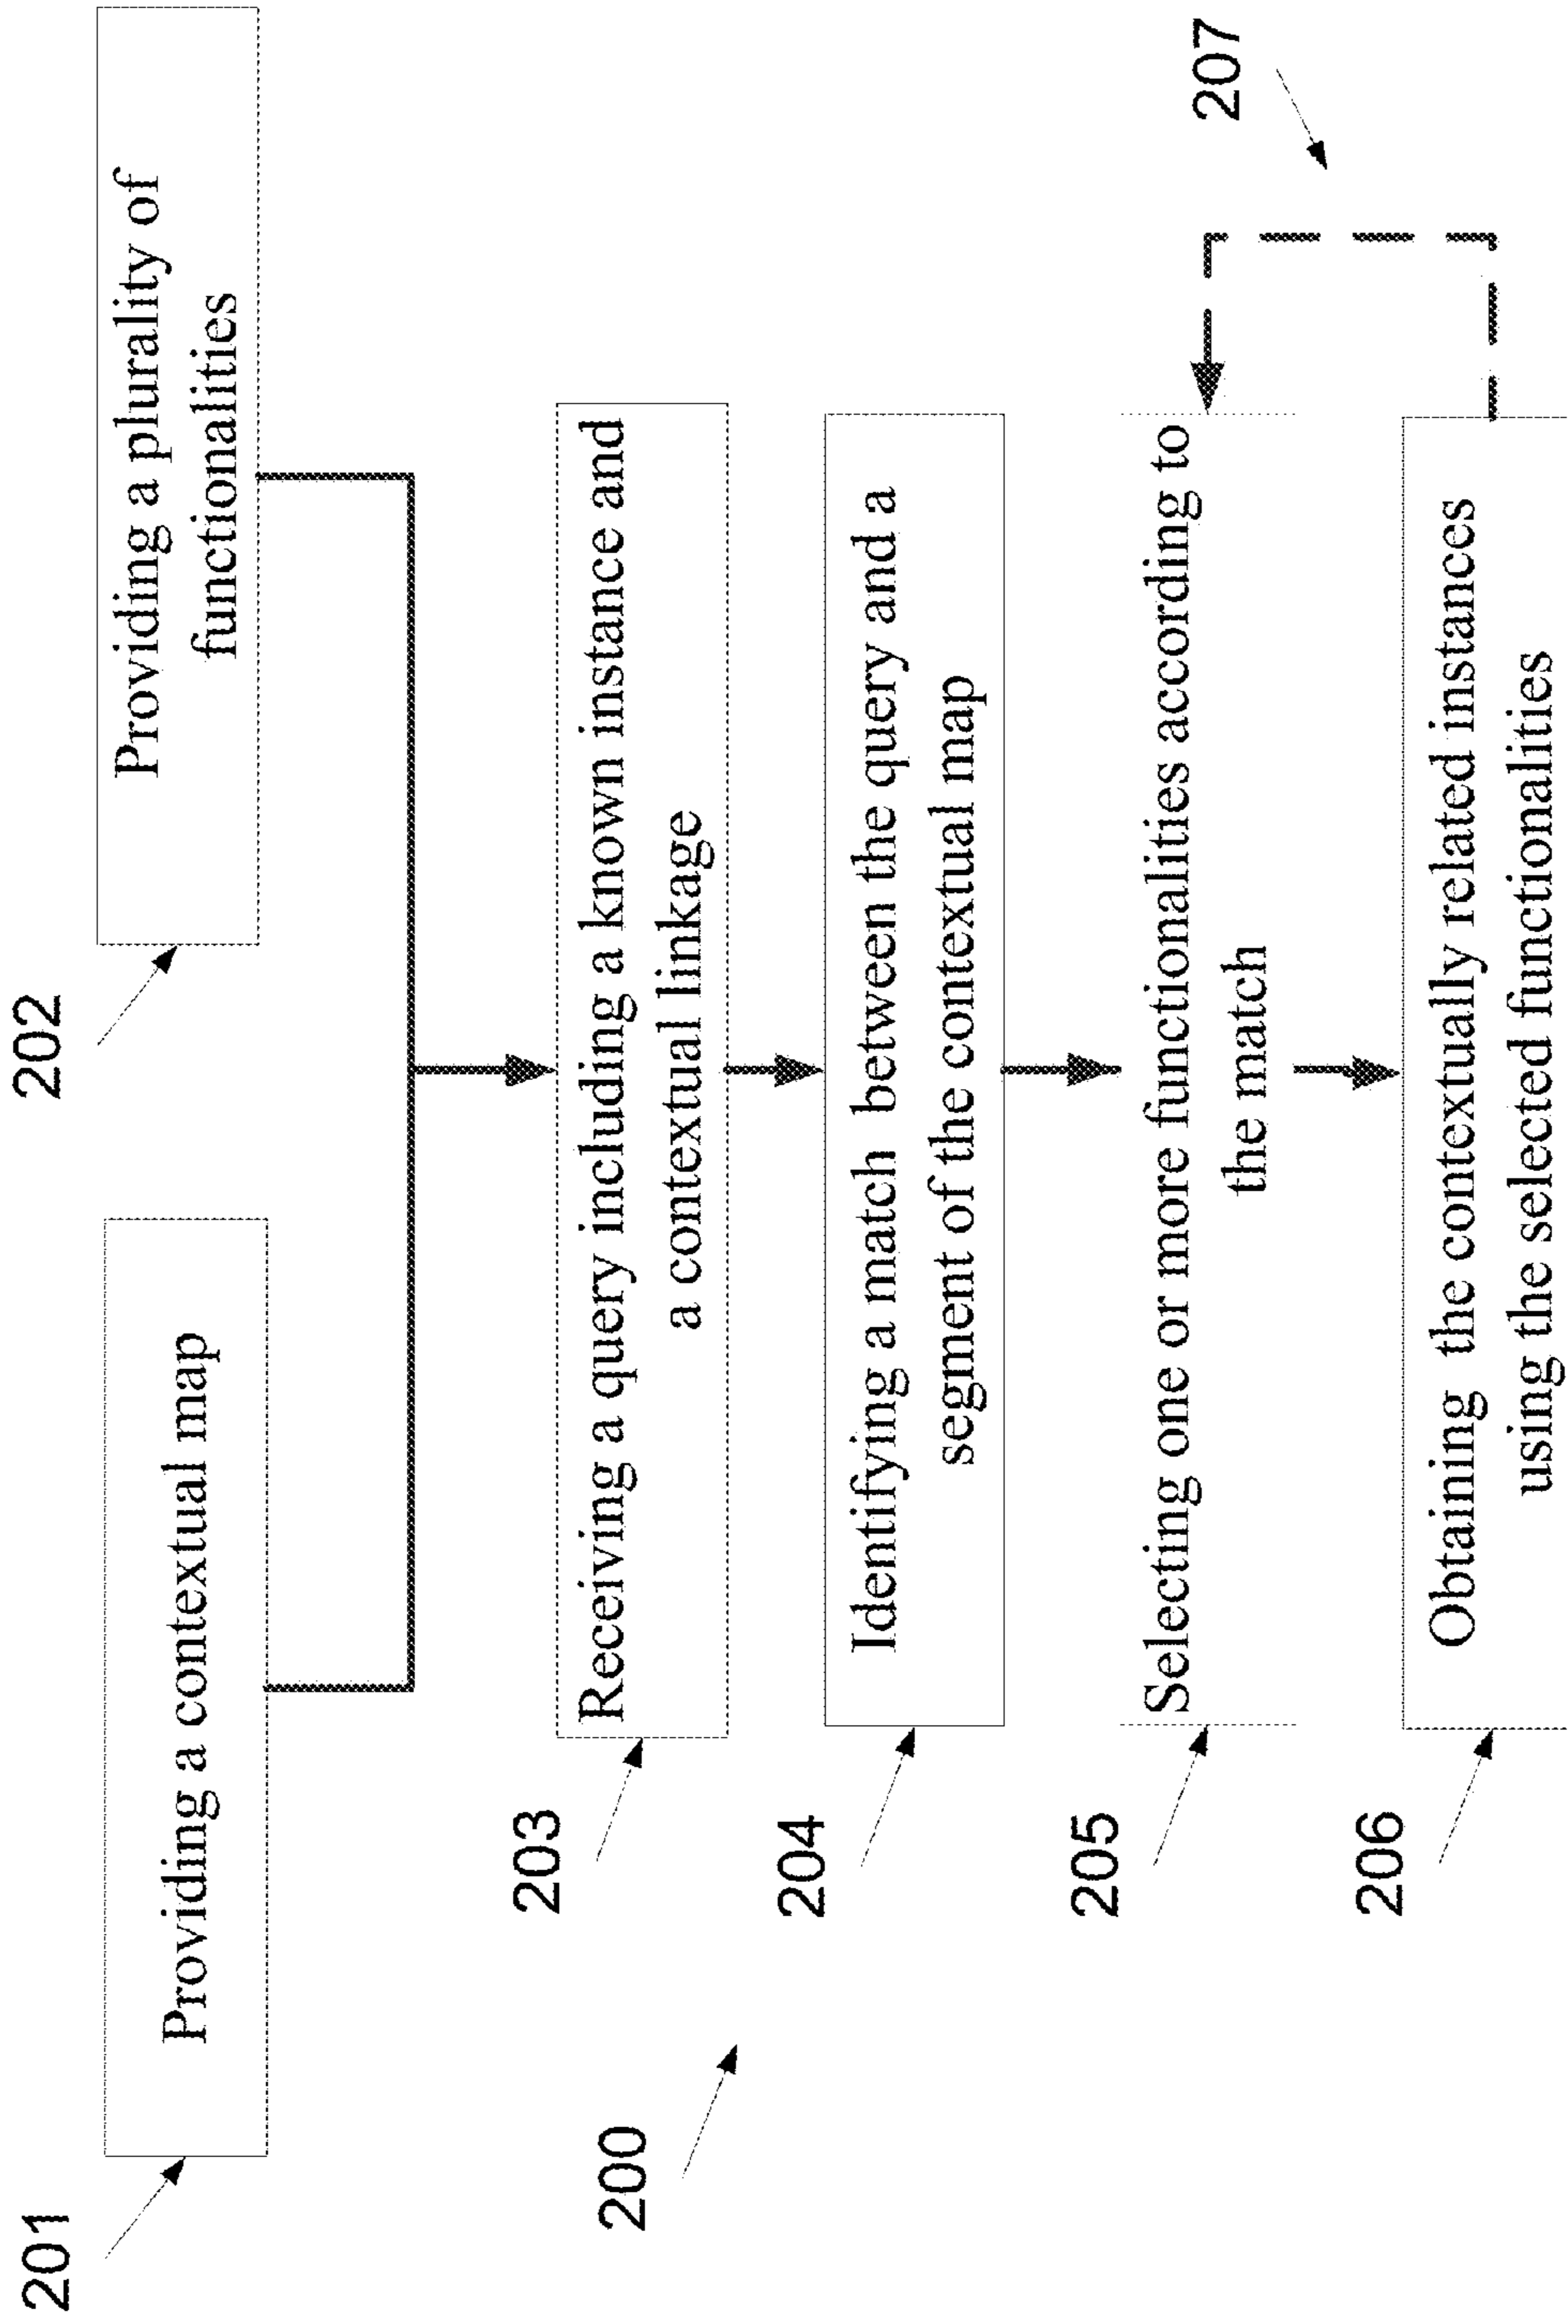 201
Providing a contextual map
202
Providing a plurality of
functionalities
203
Receiving a query including a known instance and
a contextual linkage
200
204
Identifying a match between the query and a
segment of the contextual map
205
Selecting one or more functionalities according to
the match
207
206
Obtaining the contextually related instances
using the selected functionalities